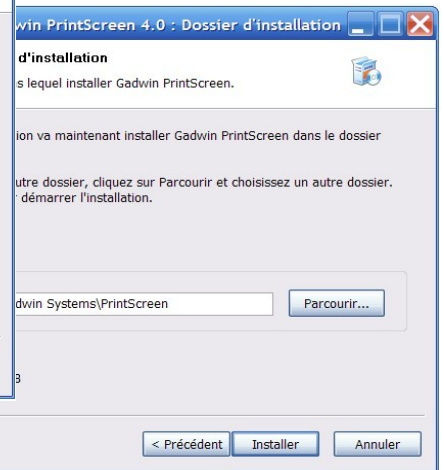 win PrintScreen 4.0 : Dossier d'installation
d'installation
s lequel installer Gadwin PrintScreen.
ion va maintenant installer Gadwin PrintScreen dans le dossier
utre dossier, cliquez sur Parcourir et choisissez un autre dossier.
démarrer l'installation.
dwin Systems\PrintScreen
Parcourir...
< Précédent
Installer
Annuler